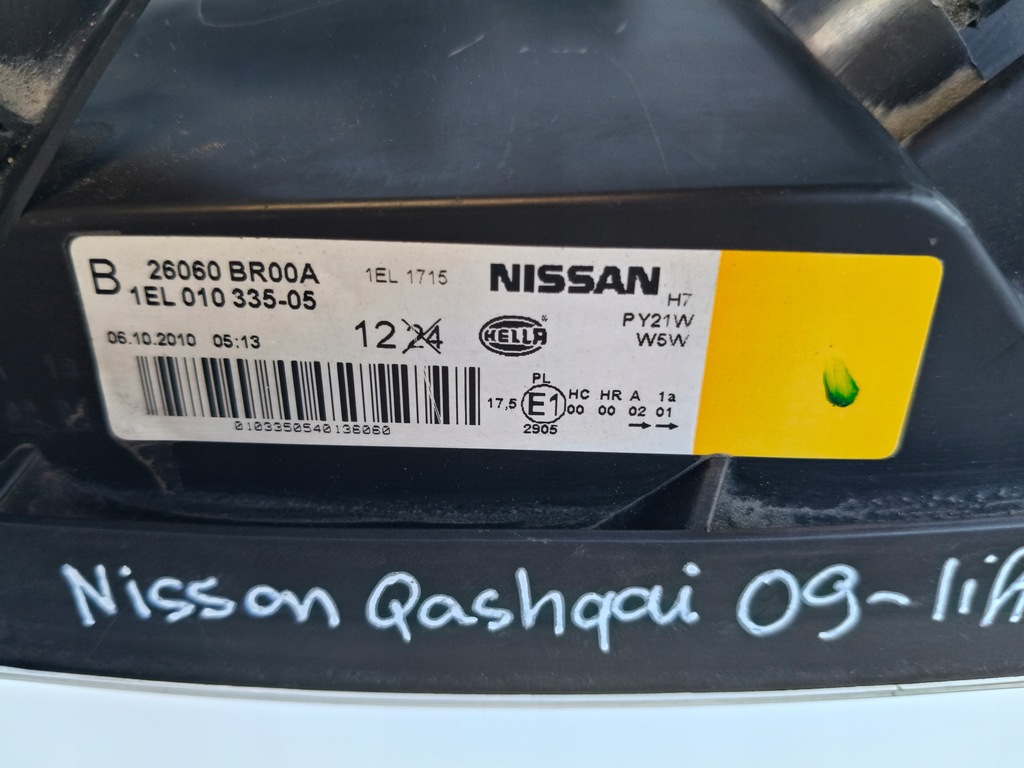 B 26060 BR00A 1EL 1715 NISSAN
1EL 010 335-05 H7
PY21W
06.10.2010 05:13 12 24 HELLA W5W
PL
17,5 E1 HC HR A 1a
00 00 02 01
2905
0103350540136060
Nisson Qashqai 09-lift